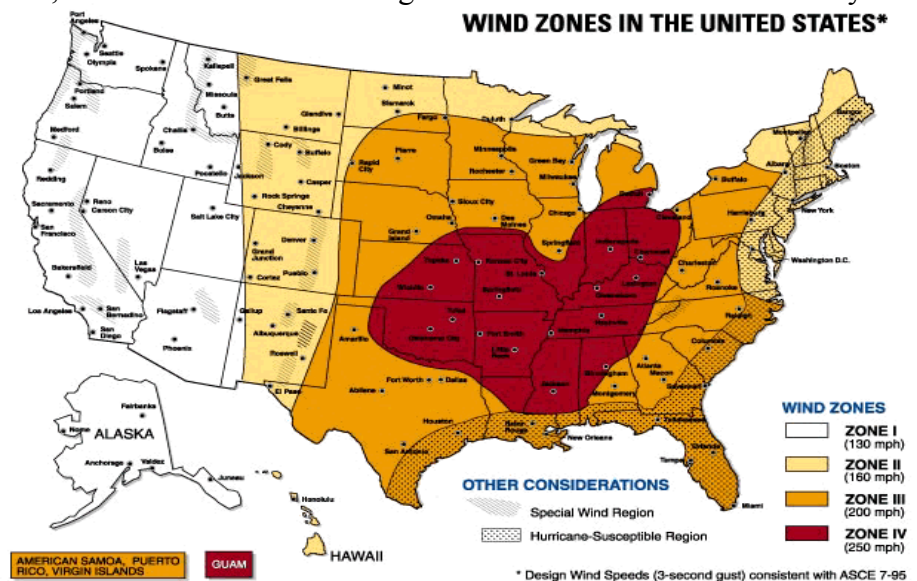 WIND ZONES IN THE UNITED STATES*
Port
Angeles
Seattle
Olympia
Spokane
Portland
Salem
Medford
Redding
Sacramento
San
Francisco
Reno
Carson City
Bakersfield
Las
Vegas
Los Angeles
San
Bernadino
San
Diego
Kalispell
Missoula
Butte
Challis
Boise
Pocatello
Jackson
Salt Lake City
Flagstaff
Phoenix
Great Falls
Glendive
Billings
Cody
Buffalo
Casper
Rock Springs
Cheyenne
Grand
Junction
Denver
Pueblo
Cortez
Gallup
Santa Fe
Albuquerque
Roswell
El Paso
Minot
Bismarck
Fargo
Duluth
Rapid
City
Pierre
Minneapolis
Rochester
Green Bay
Milwaukee
Sioux City
Omaha
Des
Moines
Chicago
Grand
Island
Springfield
Topeka
Kansas City
St. Louis
Wichita
Springfield
Tulsa
Oklahoma City
Fort Smith
Little
Rock
Amarillo
Abilene
Fort Worth
Dallas
Houston
San Antonio
Jackson
Baton
Rouge
New Orleans
Memphis
Nashville
Birmingham
Montgomery
Atlanta
Macon
Savannah
Columbia
Raleigh
Tallahassee
Orlando
Tampa
Miami
Indianapolis
Cincinnati
Lexington
Detroit
Cleveland
Charleston
Roanoke
Buffalo
Harrisburg
Albany
Montpelier
Bangor
Boston
New York
Washington D.C.
Fairbanks
Nome
ALASKA
Anchorage
Valdez
Juneau
Honolulu
HAWAII
WIND ZONES
ZONE I
(130 mph)
ZONE II
(160 mph)
ZONE III
(200 mph)
ZONE IV
(250 mph)
OTHER CONSIDERATIONS
Special Wind Region
Hurricane-Susceptible Region
AMERICAN SAMOA, PUERTO
RICO, VIRGIN ISLANDS
GUAM
* Design Wind Speeds (3-second gust) consistent with ASCE 7-95